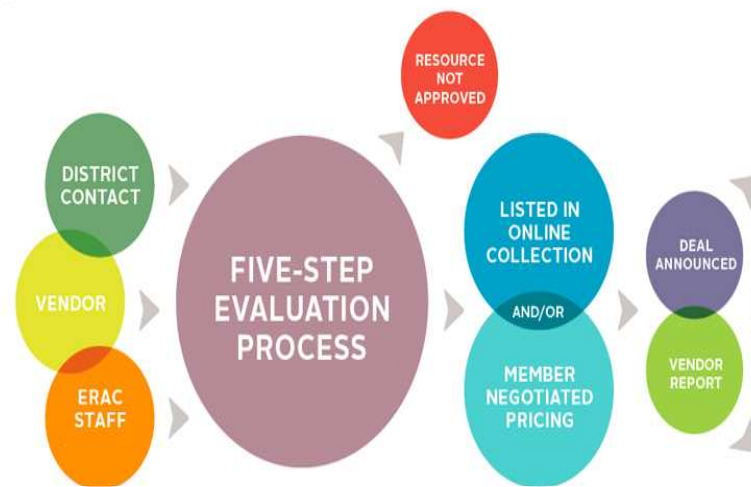 RESOURCE
NOT
APPROVED
DISTRICT
CONTACT
VENDOR
ERAC
STAFF
FIVE-STEP
EVALUATION
PROCESS
LISTED IN
ONLINE
COLLECTION
AND/OR
MEMBER
NEGOTIATED
PRICING
DEAL
ANNOUNCED
VENDOR
REPORT